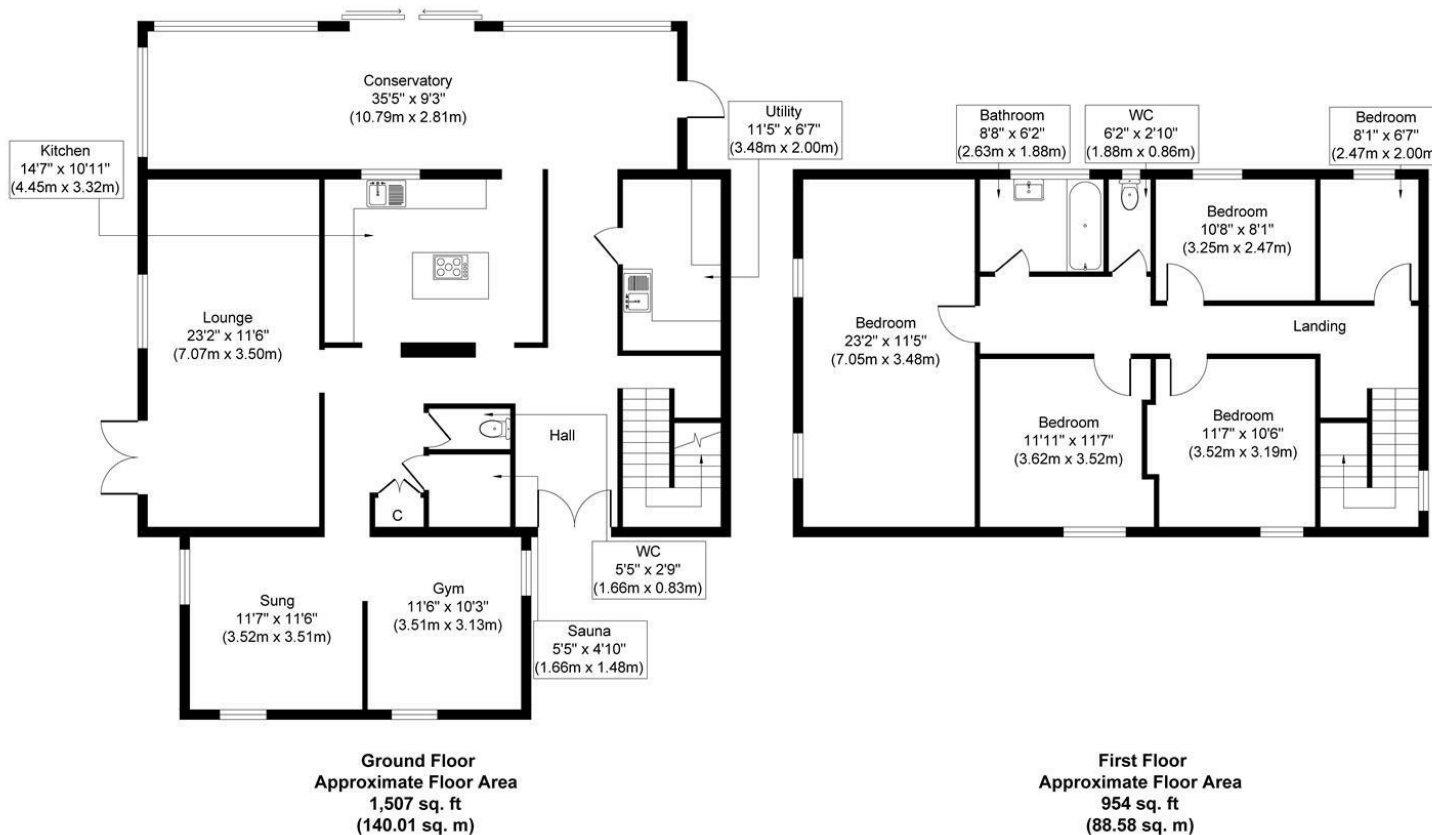 Conservatory
35'5" x 9'3"
(10.79m x 2.81m)
Kitchen
14'7" x 10'11"
(4.45m x 3.32m)
Utility
11'5" x 6'7"
(3.48m x 2.00m)
Lounge
23'2" x 11'6"
(7.07m x 3.50m)
Hall
C
WC
5'5" x 2'9"
(1.66m x 0.83m)
Sung
11'7" x 11'6"
(3.52m x 3.51m)
Gym
11'6" x 10'3"
(3.51m x 3.13m)
Sauna
5'5" x 4'10"
(1.66m x 1.48m)
Ground Floor
Approximate Floor Area
1,507 sq. ft
(140.01 sq. m)
Bathroom
8'8" x 6'2"
(2.63m x 1.88m)
WC
6'2" x 2'10"
(1.88m x 0.86m)
Bedroom
8'1" x 6'7"
(2.47m x 2.00m)
Bedroom
10'8" x 8'1"
(3.25m x 2.47m)
Bedroom
23'2" x 11'5"
(7.05m x 3.48m)
Landing
Bedroom
11'11" x 11'7"
(3.62m x 3.52m)
Bedroom
11'7" x 10'6"
(3.52m x 3.19m)
First Floor
Approximate Floor Area
954 sq. ft
(88.58 sq. m)